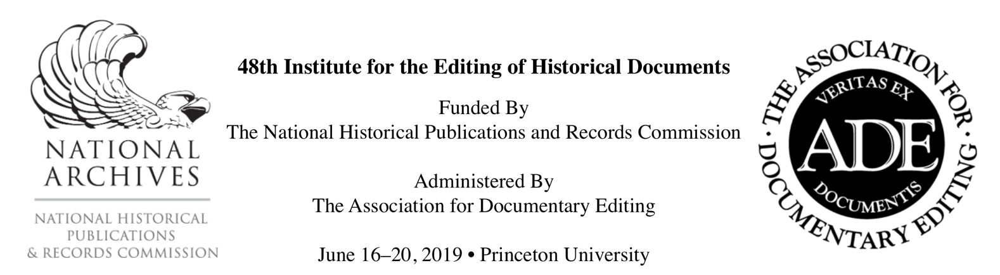 NATIONAL
ARCHIVES
NATIONAL HISTORICAL
PUBLICATIONS
& RECORDS COMMISSION
48th Institute for the Editing of Historical Documents
Funded By
The National Historical Publications and Records Commission
Administered By
The Association for Documentary Editing
June 16–20, 2019 • Princeton University
· THE ASSOCIATION FOR ·
DOCUMENTARY EDITING
VERITAS EX
ADE
DOCUMENTIS